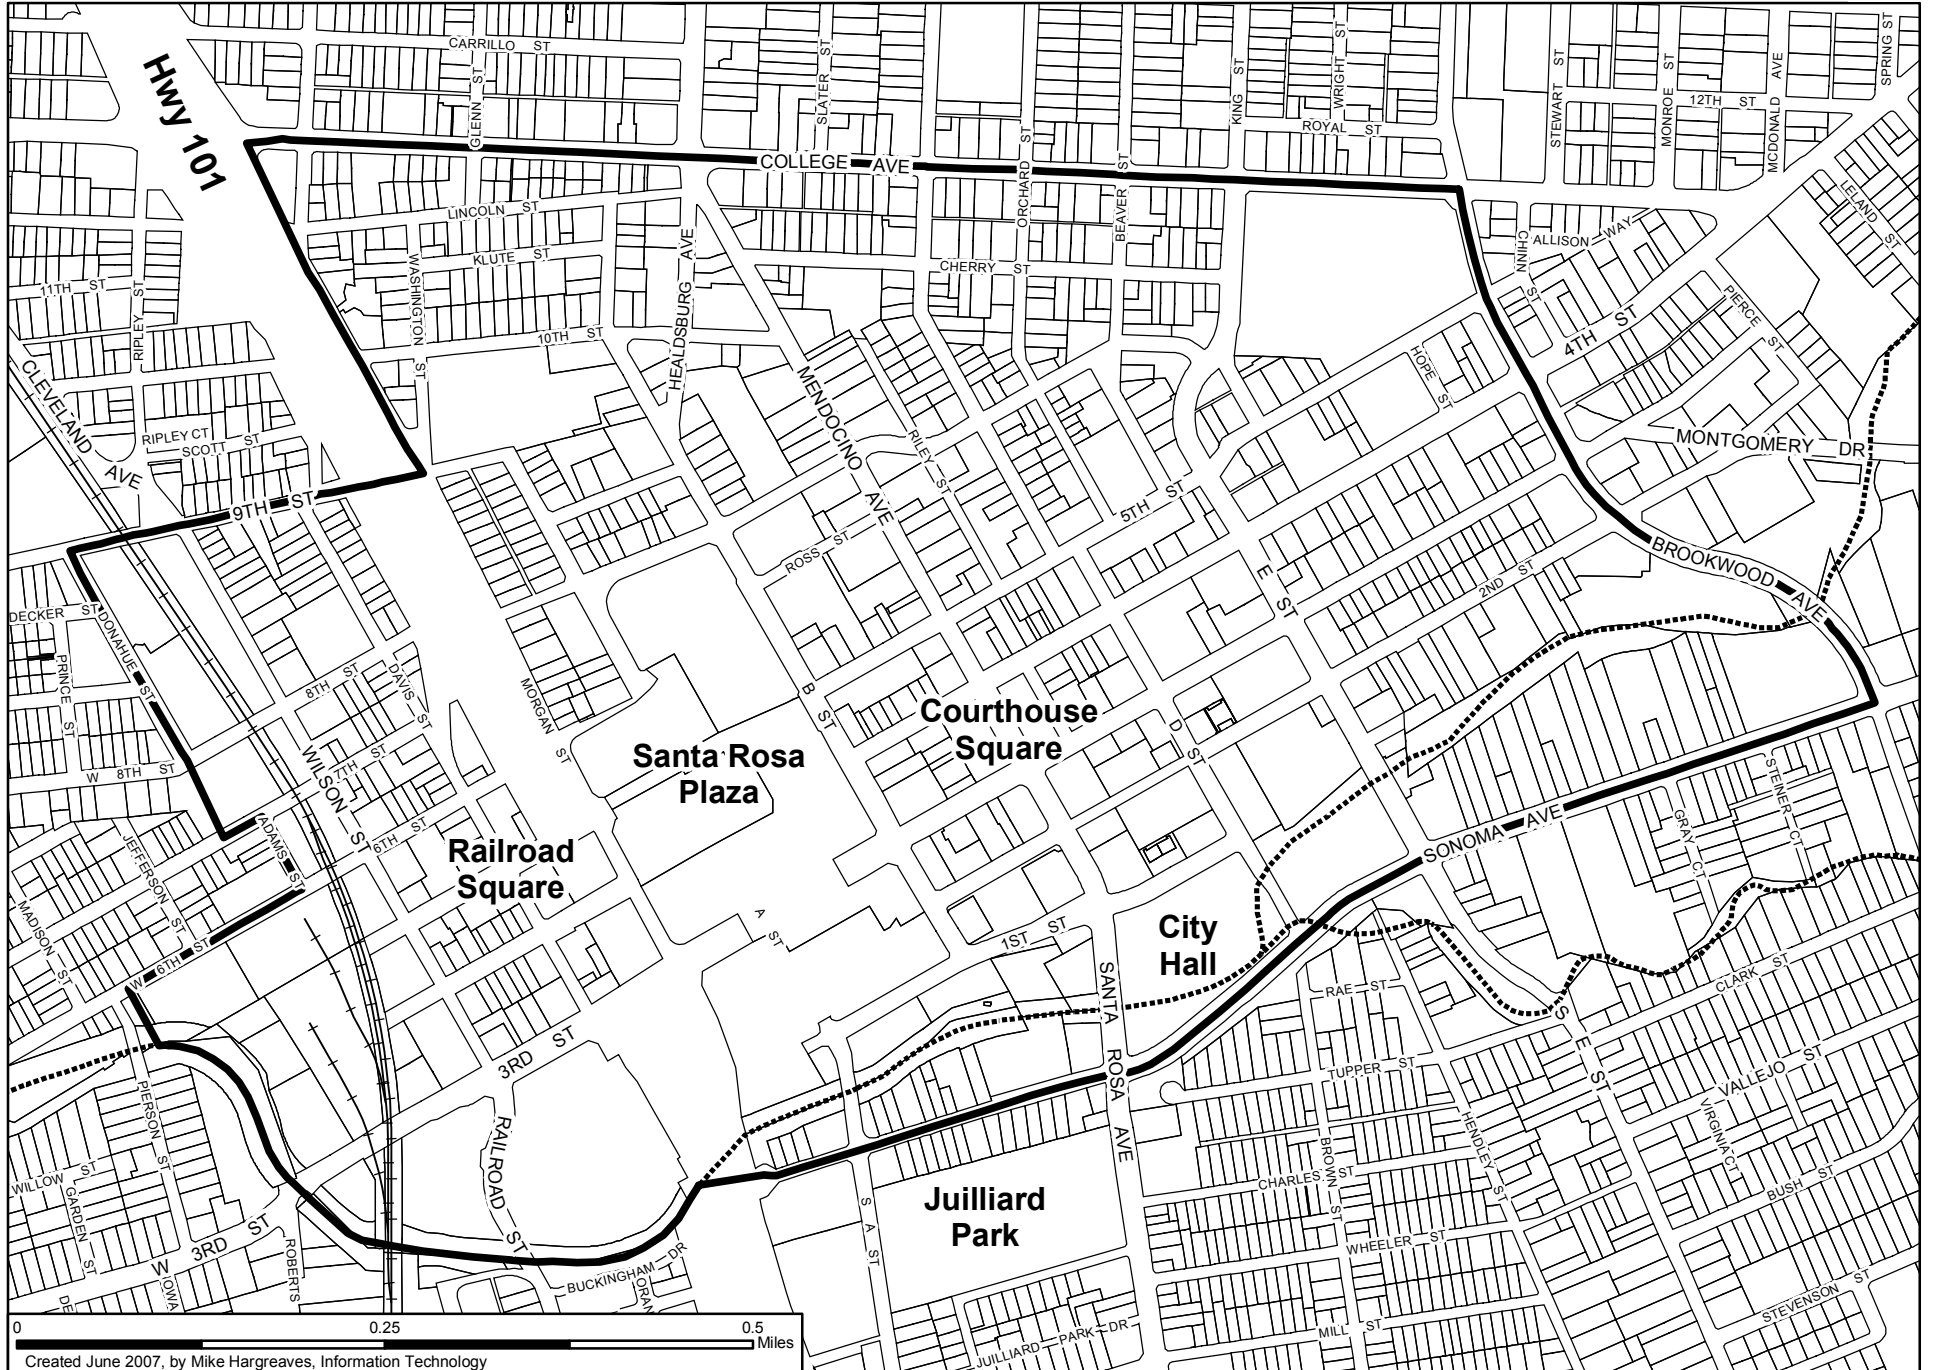 CARRILLO ST
GLENN ST
SLATER ST
KING ST
WRIGHT ST
STEWART ST
MONROE ST
MCDONALD AVE
SPRING ST
12TH ST
ROYAL ST
Hwy 101
COLLEGE AVE
ORCHARD ST
BEAVER ST
LELAND ST
LINCOLN ST
KLUTE ST
WASHINGTON ST
HEALDSBURG AVE
CHERRY ST
CHINN ST
ALLISON WAY
11TH ST
RIPLEY ST
10TH ST
4TH ST
PIERCE ST
HOPE ST
CLEVELAND AVE
MENDOCINO AVE
RILEY ST
RIPLEY CT
SCOTT ST
MONTGOMERY DR
9TH ST
5TH ST
ROSS ST
E ST
2ND ST
BROOKWOOD AVE
DECKER ST
DONAHUE ST
PRINCE ST
8TH ST
DAVIS ST
MORGAN ST
B ST
D ST
Courthouse
Square
Santa Rosa
Plaza
W 8TH ST
WILSON ST
7TH ST
6TH ST
ADAMS ST
JEFFERSON ST
MADISON ST
Railroad
Square
SONOMA AVE
GRAY CT
STEINER CT
A ST
1ST ST
City
Hall
W 6TH ST
SANTA ROSA AVE
RAE ST
CLARK ST
S E ST
3RD ST
TUPPER ST
VALLEJO ST
VIRGINIA CT
PIERSON ST
RAILROAD ST
HENDLEY ST
BROWN ST
WILLOW ST
GARDEN ST
CHARLES ST
BUSH ST
Juilliard
Park
S A ST
W 3RD ST
ROBERTS
IOWA
DE
BUCKINGHAM DR
ORAN
WHEELER ST
STEVENSON ST
MILL ST
JUILLIARD PARK DR
0 0.25 0.5
Miles
Created June 2007, by Mike Hargreaves, Information Technology